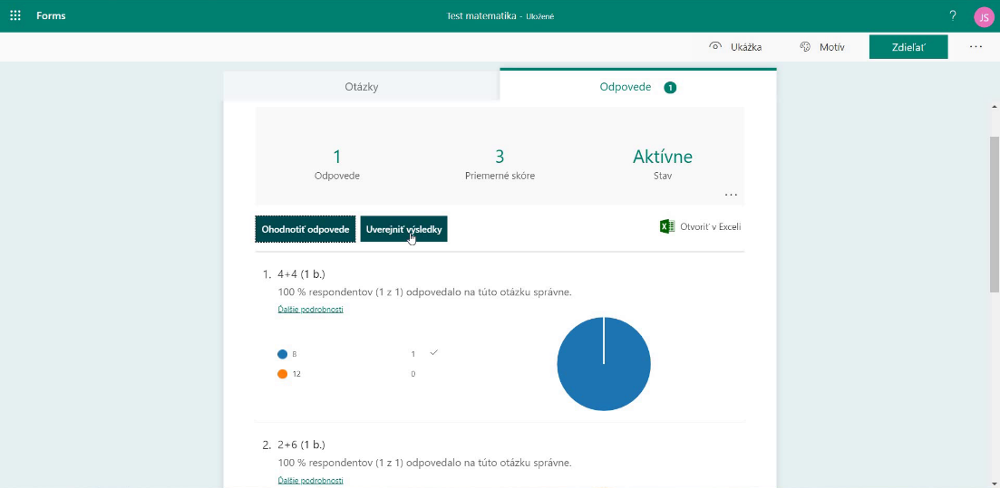 Forms
Test matematika - Uložené
?
JS
Ukážka
Motív
Zdieľať
...
Otázky
Odpovede 1
1
Odpovede
3
Priemerné skóre
Aktívne
Stav
...
Ohodnotiť odpovede
Uverejniť výsledky
Otvoriť v Exceli
1. 4+4 (1 b.)
100 % respondentov (1 z 1) odpovedalo na túto otázku správne.
Ďalšie podrobnosti
8 1
12 0
2. 2+6 (1 b.)
100 % respondentov (1 z 1) odpovedalo na túto otázku správne.
Ďalšie podrobnosti